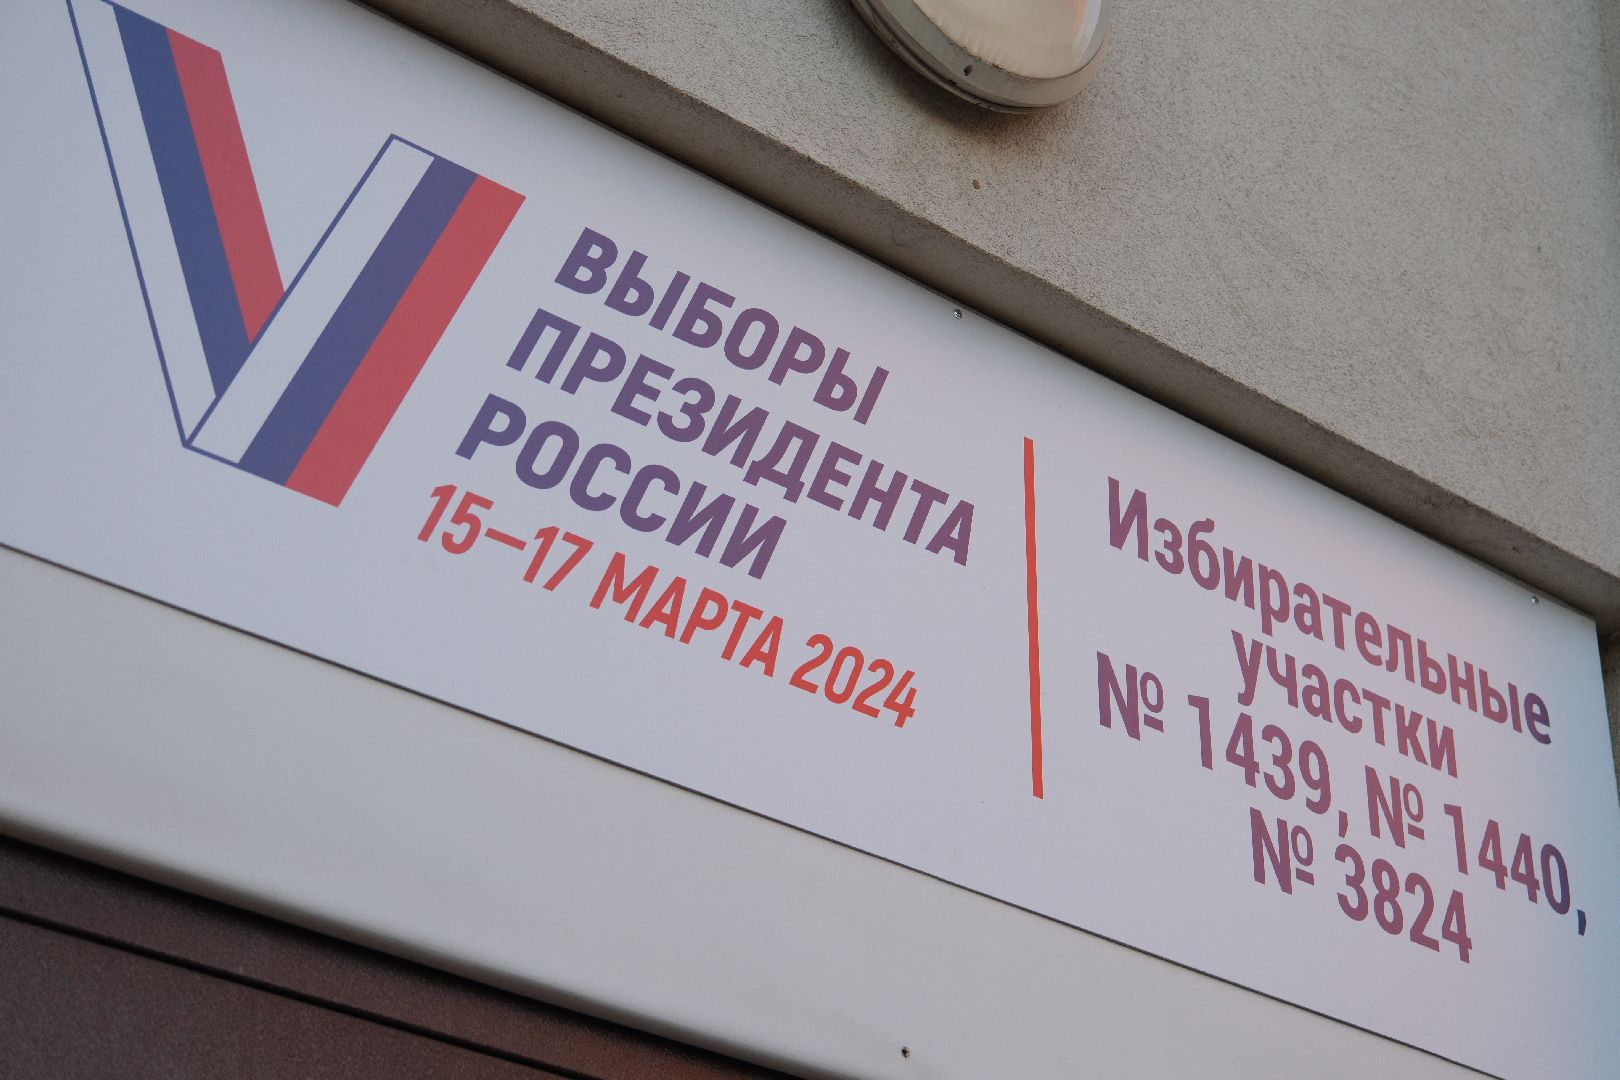 ВЫБОРЫ
ПРЕЗИДЕНТА
РОССИИ
15–17 МАРТА 2024
Избирательные
участки
№ 1439, № 1440,
№ 3824